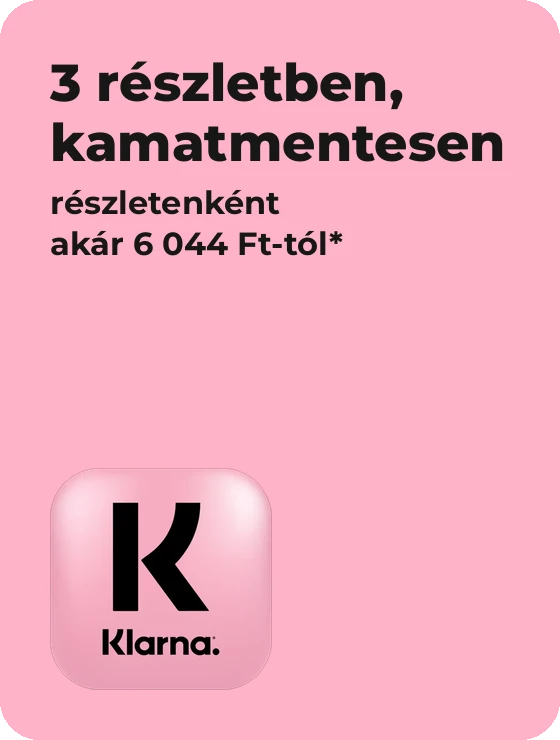 3 részletben,
kamatmentesen
részletenként
akár 6 044 Ft-tól*
K
Klarna.